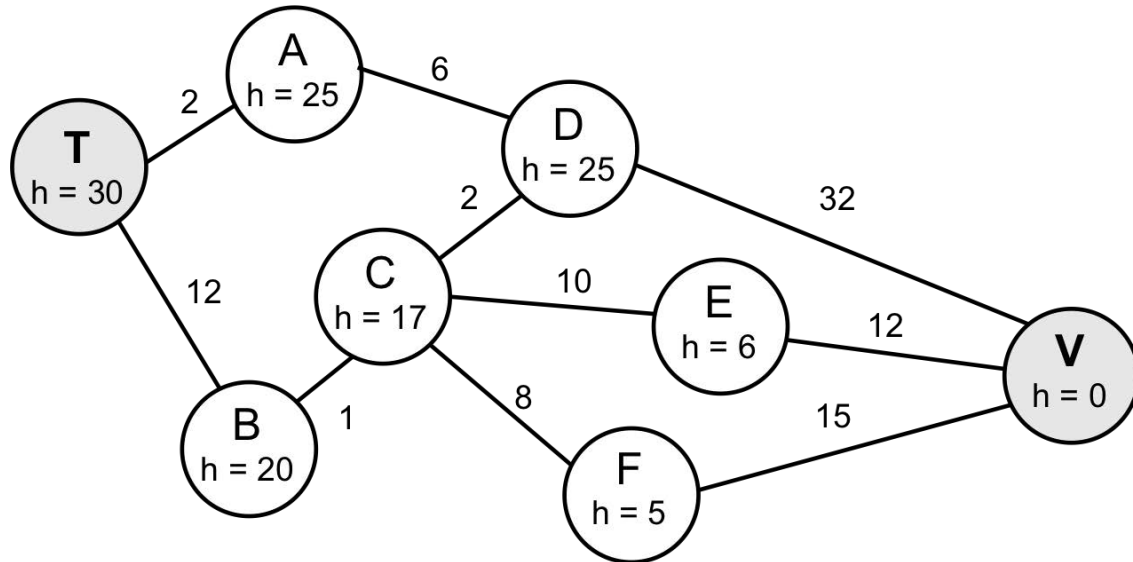 A
h = 25
6
2
D
h = 25
T
h = 30
2
32
12
C
h = 17
10
E
h = 6
12
V
h = 0
8
15
1
B
h = 20
F
h = 5